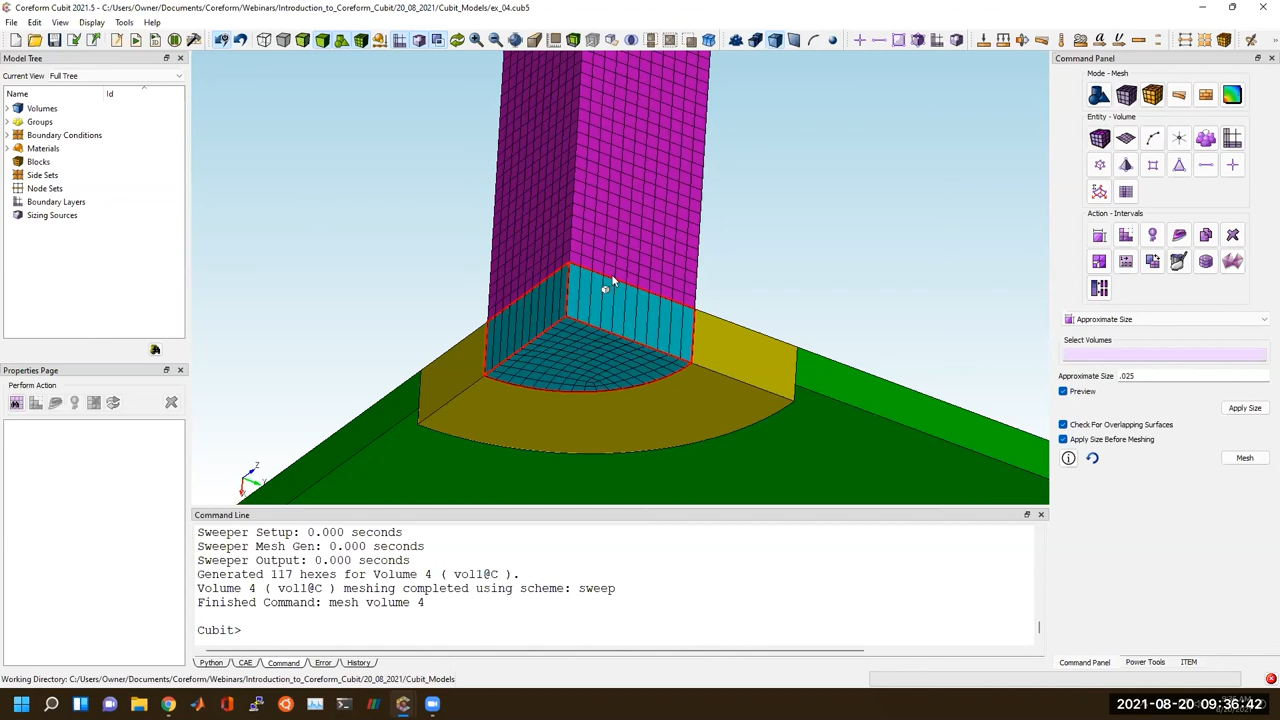 Coreform Cubit 2021.5 - C:/Users/Owner/Documents/Coreform/Webinars/Introduction_to_Coreform_Cubit/20_08_2021/Cubit_Models/ex_04.cub5
File Edit View Display Tools Help
Model Tree
Current View Full Tree
Name Id
Volumes
Groups
Boundary Conditions
Materials
Blocks
Side Sets
Node Sets
Boundary Layers
Sizing Sources
Properties Page
Perform Action
Z
Command Panel
Mode - Mesh
Entity - Volume
Action - Intervals
Approximate Size
Select Volumes
Approximate Size .025
Preview
Apply Size
Check For Overlapping Surfaces
Apply Size Before Meshing
Mesh
Command Line
Sweeper Setup: 0.000 seconds
Sweeper Mesh Gen: 0.000 seconds
Sweeper Output: 0.000 seconds
Generated 117 hexes for Volume 4 ( vol1@C ).
Volume 4 ( vol1@C ) meshing completed using scheme: sweep
Finished Command: mesh volume 4
Cubit>
Python CAE Command Error History
Command Panel Power Tools ITEM
Working Directory: C:/Users/Owner/Documents/Coreform/Webinars/Introduction_to_Coreform_Cubit/20_08_2021/Cubit_Models
2021-08-20 09:36:42